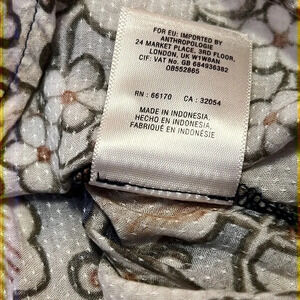 FOR EU: IMPORTED BY
ANTHROPOLOGIE
24 MARKET PLACE, 3RD FLOOR,
LONDON, UK W1W8AN
CIF: VAT No. GB 684936382
OB552865
RN : 66170 CA : 32054
MADE IN INDONESIA,
HECHO EN INDONESIA,
FABRIQUÉ EN INDONÉSIE